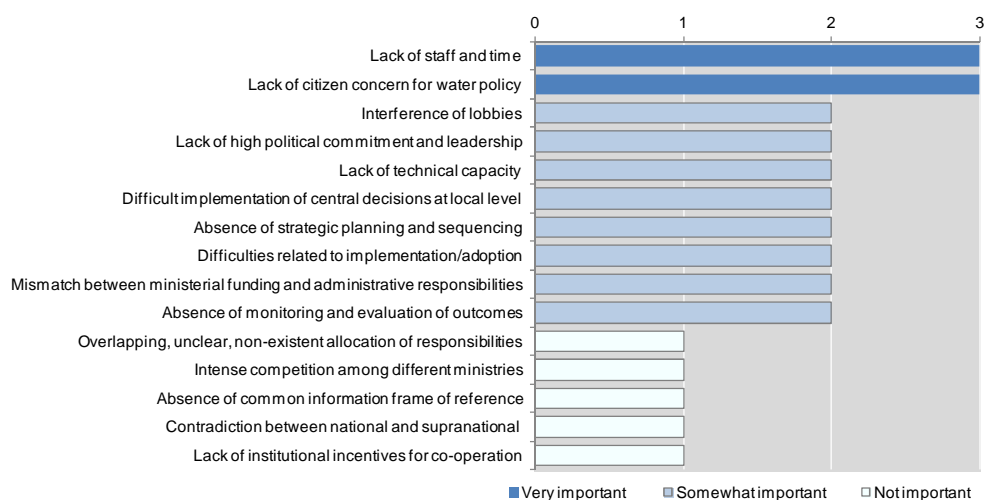 0 1 2 3
Lack of staff and time
Lack of citizen concern for water policy
Interference of lobbies
Lack of high political commitment and leadership
Lack of technical capacity
Difficult implementation of central decisions at local level
Absence of strategic planning and sequencing
Difficulties related to implementation/adoption
Mismatch between ministerial funding and administrative responsibilities
Absence of monitoring and evaluation of outcomes
Overlapping, unclear, non-existent allocation of responsibilities
Intense competition among different ministries
Absence of common information frame of reference
Contradiction between national and supranational
Lack of institutional incentives for co-operation
Very important Somewhat important Not important